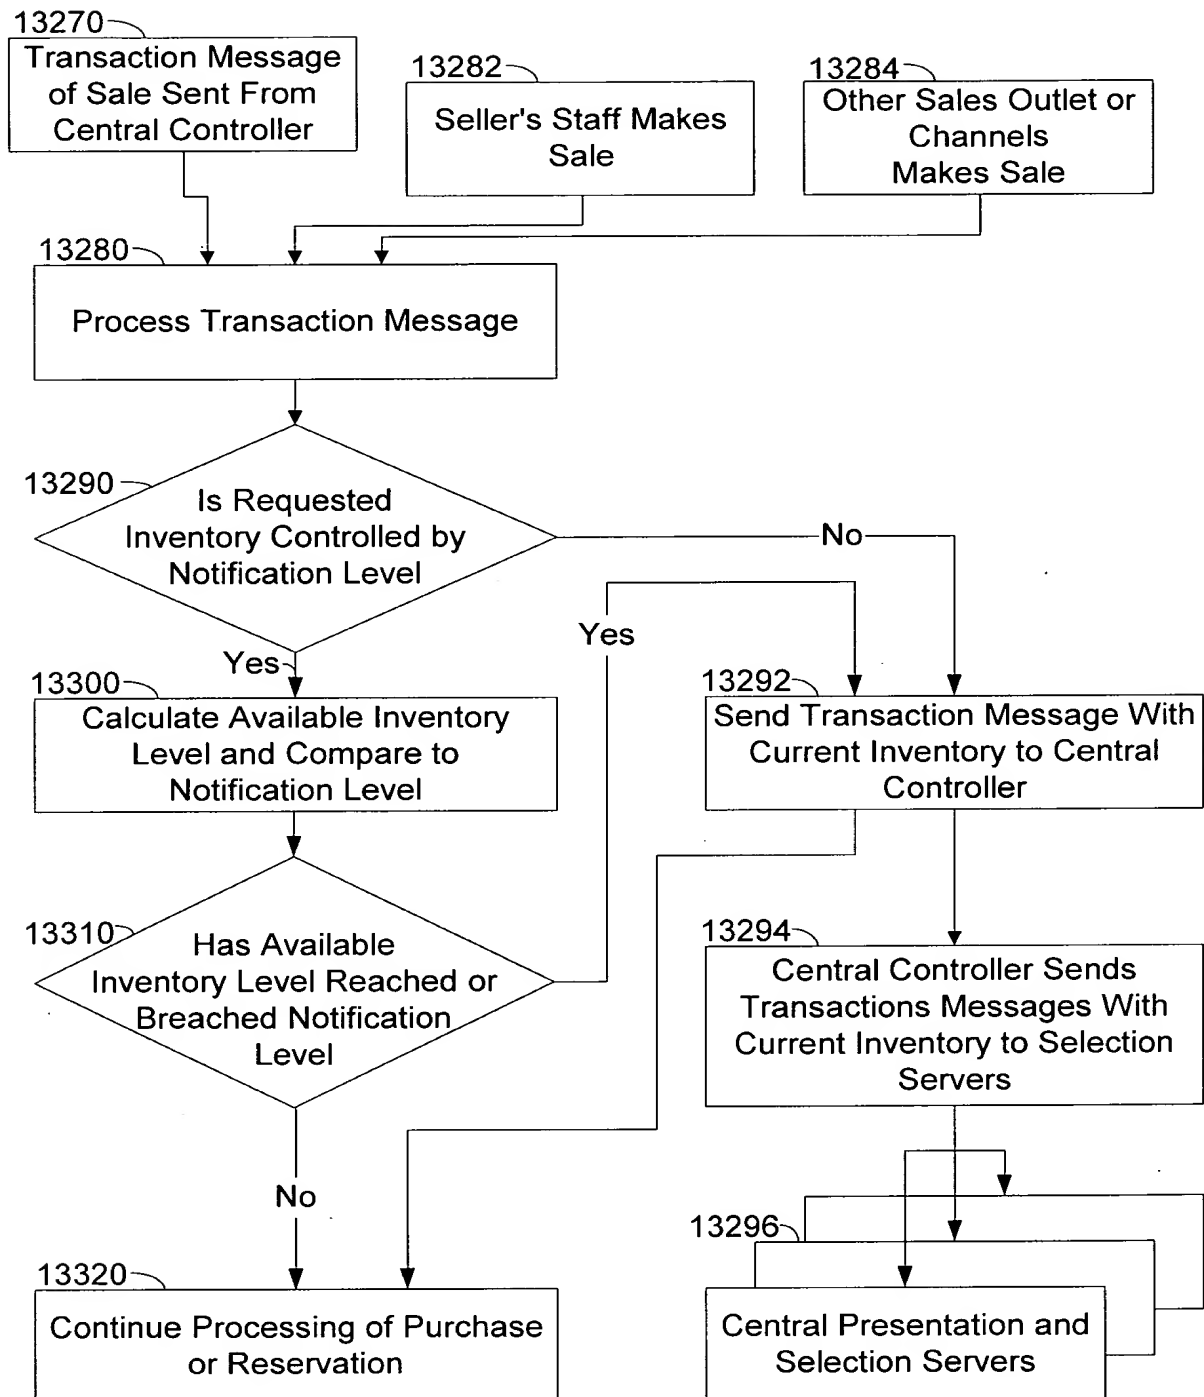 13270
Transaction Message
of Sale Sent From
Central Controller
13282
Seller's Staff Makes
Sale
13284
Other Sales Outlet or
Channels
Makes Sale
13280
Process Transaction Message
13290
Is Requested
Inventory Controlled by
Notification Level
No
Yes
Yes
13300
Calculate Available Inventory
Level and Compare to
Notification Level
13292
Send Transaction Message With
Current Inventory to Central
Controller
13310
Has Available
Inventory Level Reached or
Breached Notification
Level
13294
Central Controller Sends
Transactions Messages With
Current Inventory to Selection
Servers
No
13296
Central Presentation and
Selection Servers
13320
Continue Processing of Purchase
or Reservation